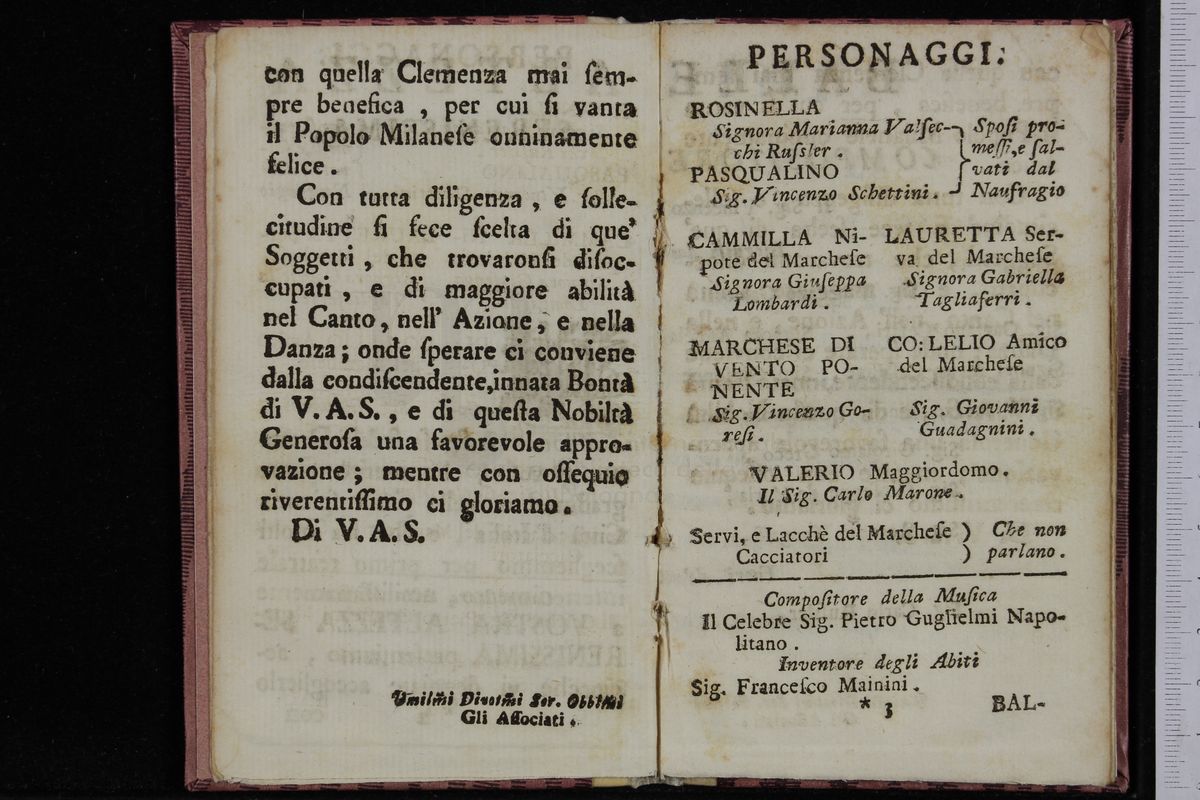 con quella Clemenza mai ſem-
pre benefica , per cui ſi vanta
il Popolo Milaneſe onninamente
felice .
Con tutta diligenza , e ſolle-
citudine ſi fece ſcelta di que'
Soggetti , che trovaronſi diſoc-
cupati , e di maggiore abilità
nel Canto, nell' Azione, e nella
Danza ; onde ſperare ci conviene
dalla condiſcendente, innata Bontà
di V. A. S. , e di queſta Nobiltà
Generoſa una favorevole appro-
vazione ; mentre con oſſequio
riverentiſſimo ci gloriamo .
Di V. A. S.
Umilm̃i Divotm̃i Ser. Obblm̃i
Gli Aſſociati .
PERSONAGGI.
ROSINELLA
Signora Marianna Valſec-
chi Ruſsler .
PASQUALINO
Sig. Vincenzo Schettini .
Spoſi pro-
meſſi, e ſal-
vati dal
Naufragio
CAMMILLA Ni-
pote del Marcheſe
Signora Giuſeppa
Lombardi .
LAURETTA Ser-
va del Marcheſe
Signora Gabriella
Tagliaferri .
MARCHESE DI
VENTO PO-
NENTE
Sig. Vincenzo Go-
reſi .
CO: LELIO Amico
del Marcheſe
Sig. Giovanni
Guadagnini .
VALERIO Maggiordomo .
Il Sig. Carlo Marone .
Servi, e Lacchè del Marcheſe )
Cacciatori )
Che non
parlano .
Compoſitore della Muſica
Il Celebre Sig. Pietro Guglielmi Napo-
litano .
Inventore degli Abiti
Sig. Franceſco Mainini .
* 3
BAL-